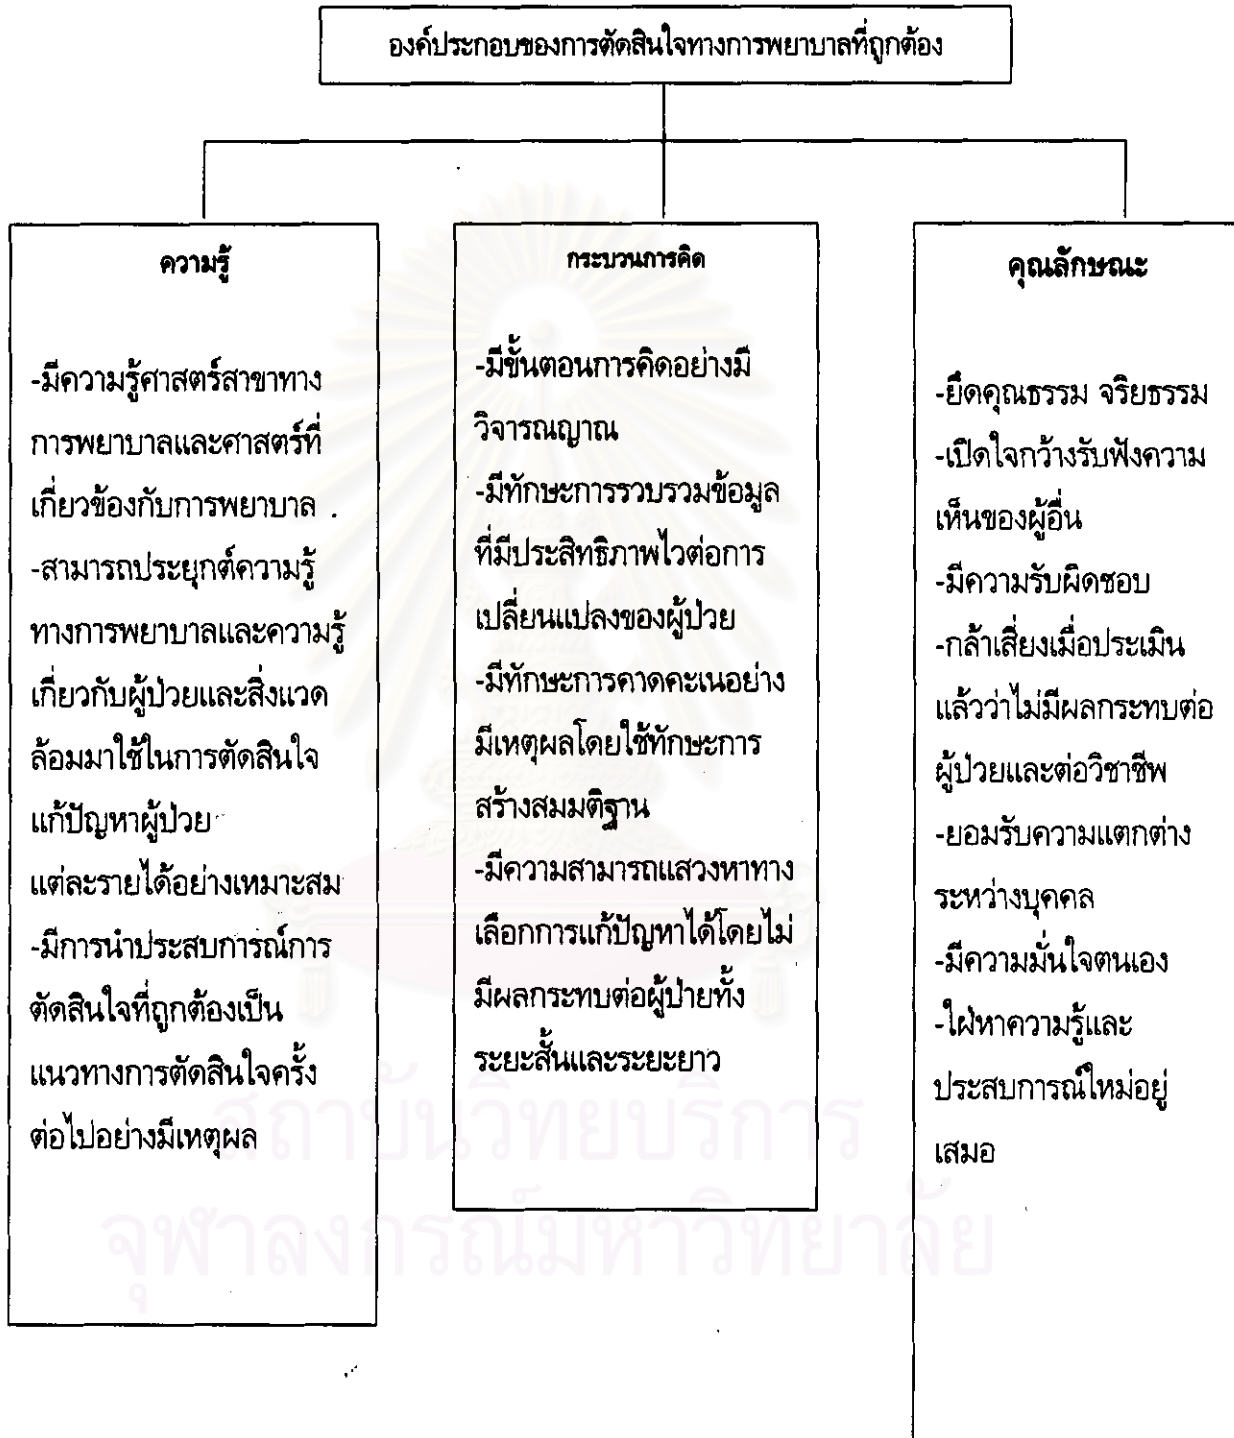 องค์ประกอบของการตัดสินใจทางการพยาบาลที่ถูกต้อง
ความรู้
-มีความรู้ศาสตร์สาขาทาง
การพยาบาลและศาสตร์ที่
เกี่ยวข้องกับการพยาบาล .
-สามารถประยุกต์ความรู้
ทางการพยาบาลและความรู้
เกี่ยวกับผู้ป่วยและสิ่งแวด
ล้อมมาใช้ในการตัดสินใจ
แก้ปัญหาผู้ป่วย
แต่ละรายได้อย่างเหมาะสม
-มีการนำประสบการณ์การ
ตัดสินใจที่ถูกต้องเป็น
แนวทางการตัดสินใจครั้ง
ต่อไปอย่างมีเหตุผล
กระบวนการคิด
-มีขั้นตอนการคิดอย่างมี
วิจารณญาณ
-มีทักษะการรวบรวมข้อมูล
ที่มีประสิทธิภาพไวต่อการ
เปลี่ยนแปลงของผู้ป่วย
-มีทักษะการคาดคะเนอย่าง
มีเหตุผลโดยใช้ทักษะการ
สร้างสมมติฐาน
-มีความสามารถแสวงหาทาง
เลือกการแก้ปัญหาได้โดยไม่
มีผลกระทบต่อผู้ป่ายทั้ง
ระยะสั้นและระยะยาว
คุณลักษณะ
-ยึดคุณธรรม จริยธรรม
-เปิดใจกว้างรับฟังความ
เห็นของผู้อื่น
-มีความรับผิดชอบ
-กล้าเสี่ยงเมื่อประเมิน
แล้วว่าไม่มีผลกระทบต่อ
ผู้ป่วยและต่อวิชาชีพ
-ยอมรับความแตกต่าง
ระหว่างบุคคล
-มีความมั่นใจตนเอง
-ใฝ่หาความรู้และ
ประสบการณ์ใหม่อยู่
เสมอ
สถาบันวิทยบริการ
จุฬาลงกรณ์มหาวิทยาลัย